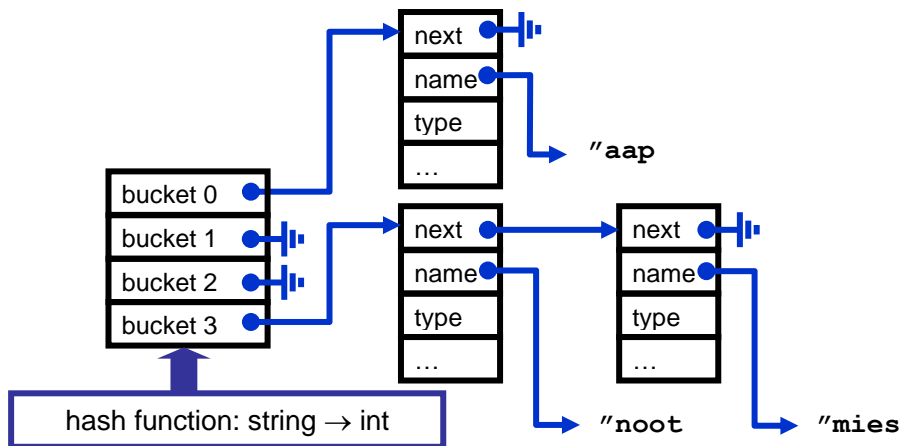 next
name
type
...
”aap
bucket 0
bucket 1
bucket 2
bucket 3
next
name
type
...
next
name
type
...
hash function: string → int
”noot
”mies